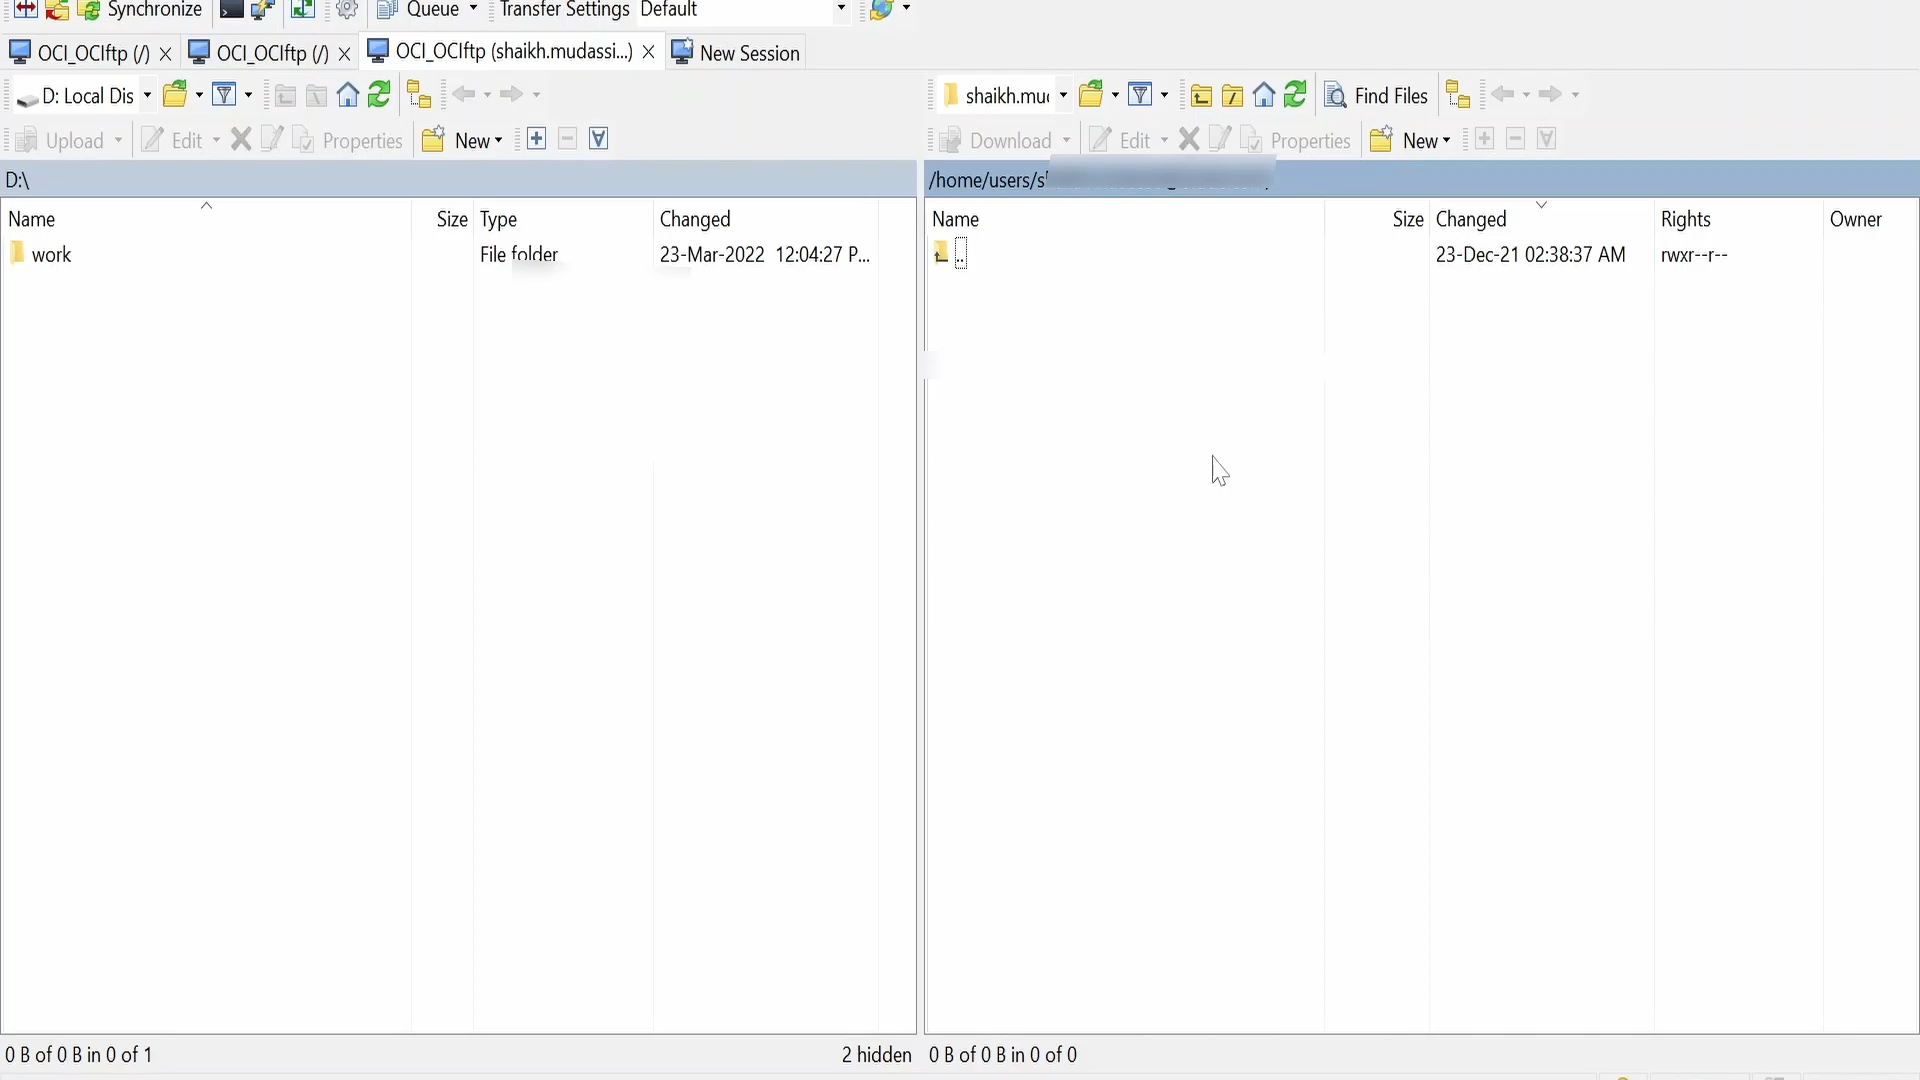 Synchronize Queue Transfer Settings Default
OCI_OCIftp (/) OCI_OCIftp (/) OCI_OCIftp (shaikh.mudassi...) New Session
D: Local Dis shaikh.mu Find Files
Upload Edit Properties New Download Edit Properties New
D:\ /home/users/s
Name Size Type Changed Name Size Changed Rights Owner
work File folder 23-Mar-2022 12:04:27 P... .. 23-Dec-21 02:38:37 AM rwxr--r--
0 B of 0 B in 0 of 1 2 hidden 0 B of 0 B in 0 of 0